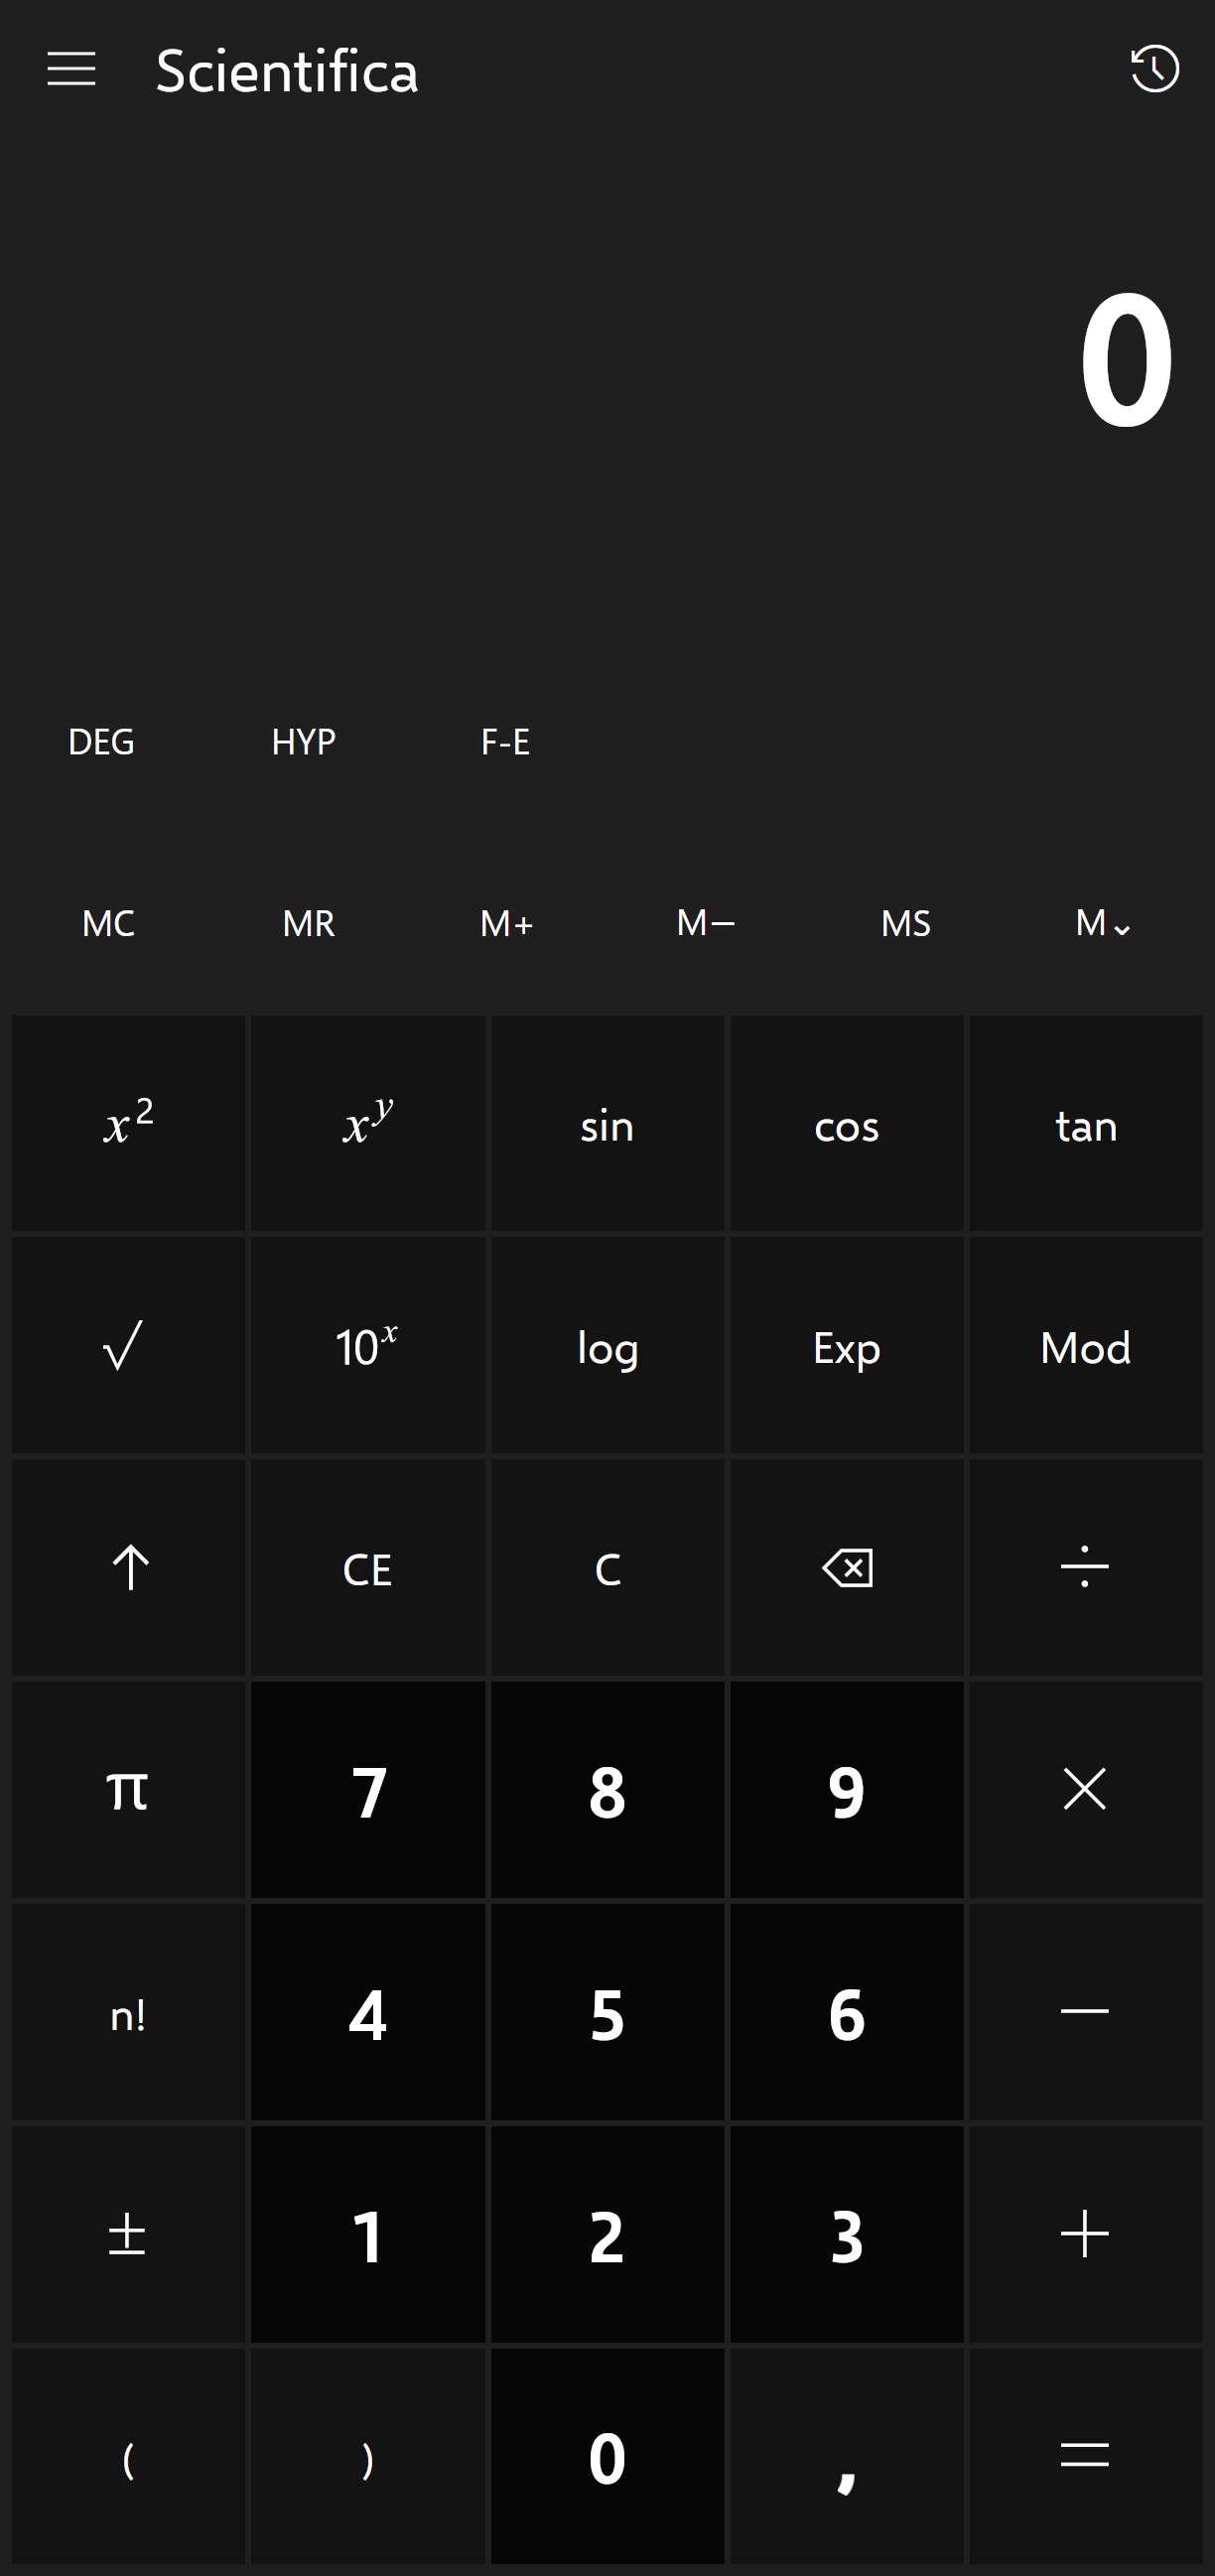 Scientifica
0
DEG HYP F-E
MC MR M+ M− MS M⌄
x² xʸ sin cos tan
√ 10ˣ log Exp Mod
↑ CE C ⌫ ÷
π 7 8 9 ×
n! 4 5 6 −
± 1 2 3 +
( ) 0 , =